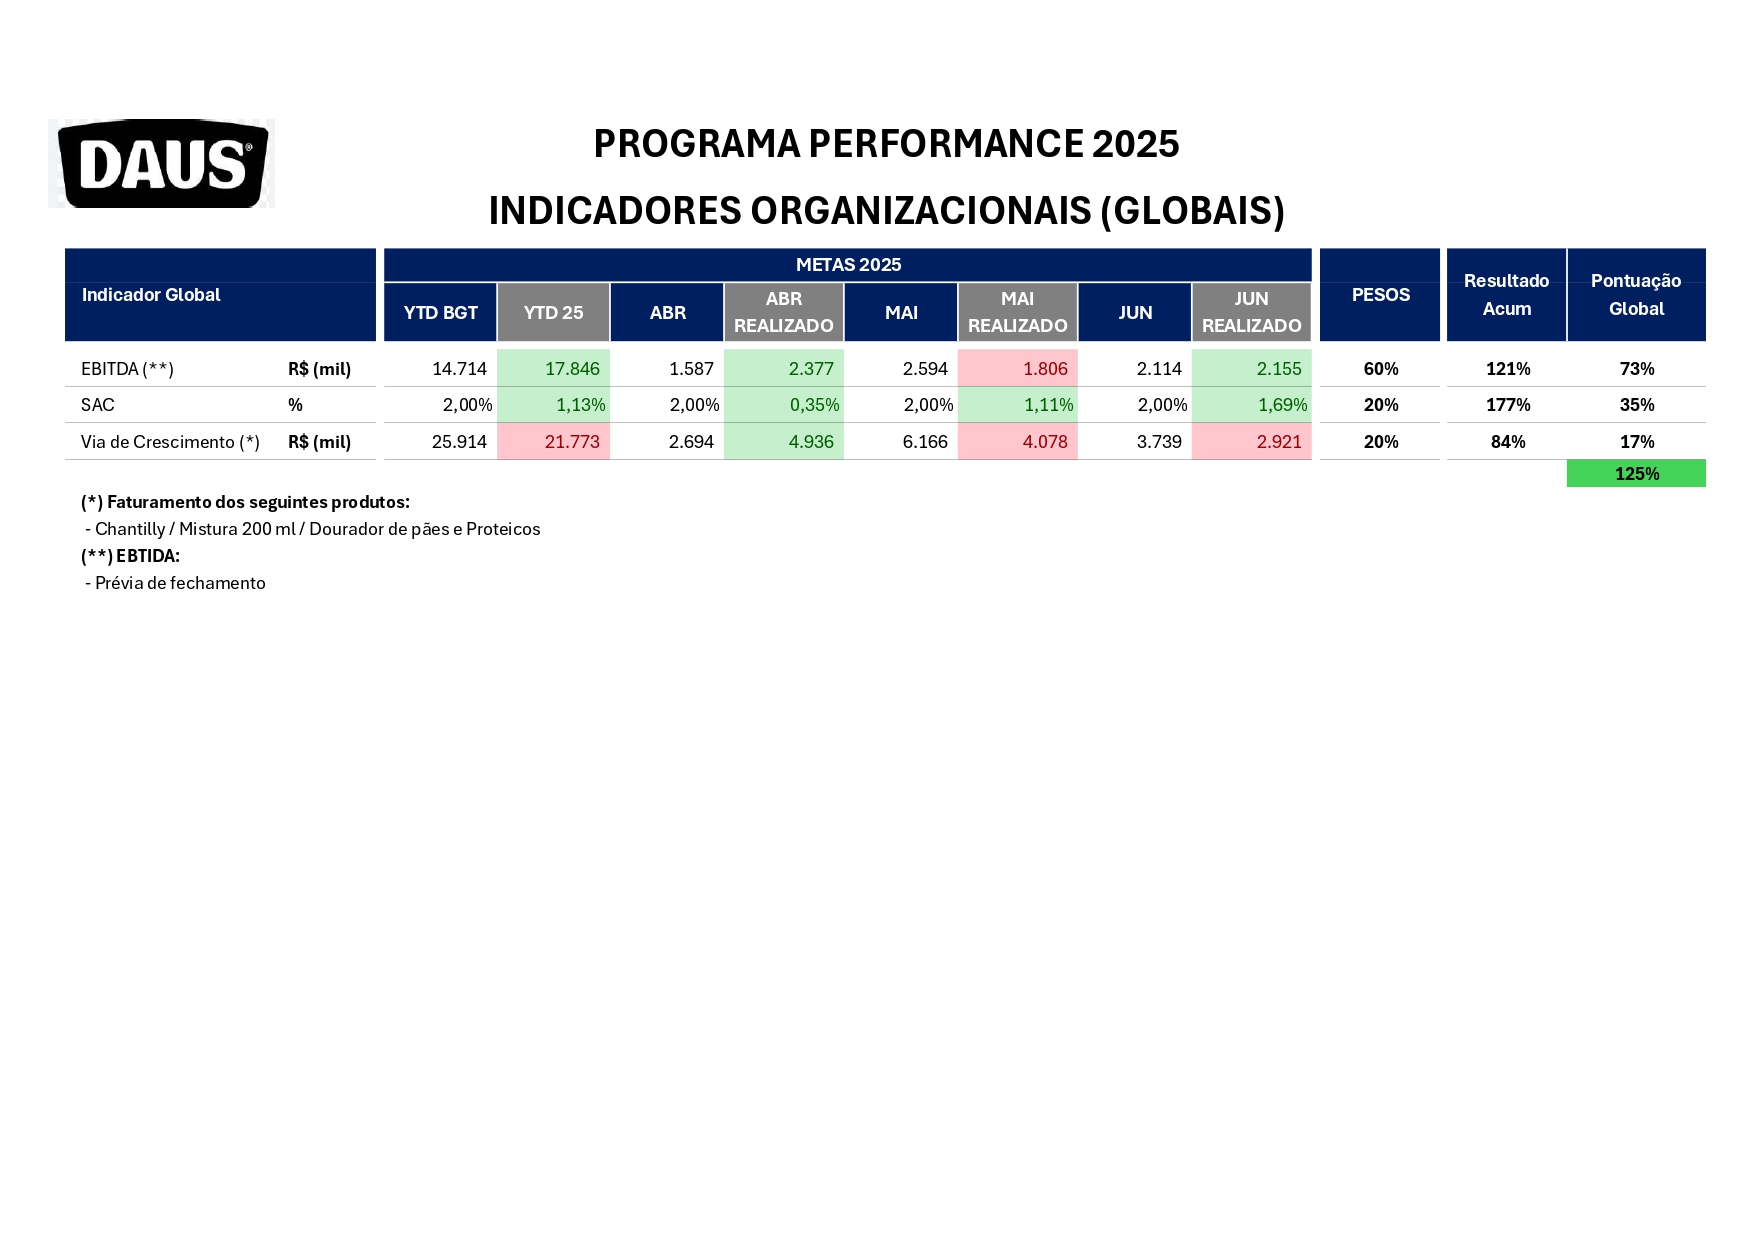 DAUS®
PROGRAMA PERFORMANCE 2025
INDICADORES ORGANIZACIONAIS (GLOBAIS)
Indicador Global
METAS 2025
YTD BGT YTD 25 ABR ABR REALIZADO MAI MAI REALIZADO JUN JUN REALIZADO
PESOS
Resultado Acum
Pontuação Global
EBITDA (**) R$ (mil) 14.714 17.846 1.587 2.377 2.594 1.806 2.114 2.155 60% 121% 73%
SAC % 2,00% 1,13% 2,00% 0,35% 2,00% 1,11% 2,00% 1,69% 20% 177% 35%
Via de Crescimento (*) R$ (mil) 25.914 21.773 2.694 4.936 6.166 4.078 3.739 2.921 20% 84% 17%
125%
(*) Faturamento dos seguintes produtos:
- Chantilly / Mistura 200 ml / Dourador de pães e Proteicos
(**) EBTIDA:
- Prévia de fechamento